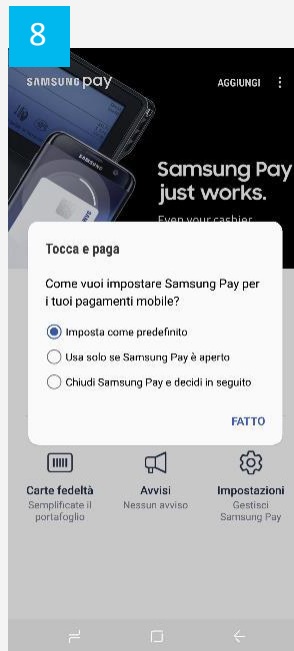 8
SAMSUNG pay
AGGIUNGI
SAMSUNG
Samsung Pay
just works.
Even your cashier
Tocca e paga
Come vuoi impostare Samsung Pay per
i tuoi pagamenti mobile?
Imposta come predefinito
Usa solo se Samsung Pay è aperto
Chiudi Samsung Pay e decidi in seguito
FATTO
Carte fedeltà
Semplificate il
portafoglio
Avvisi
Nessun avviso
Impostazioni
Gestisci
Samsung Pay